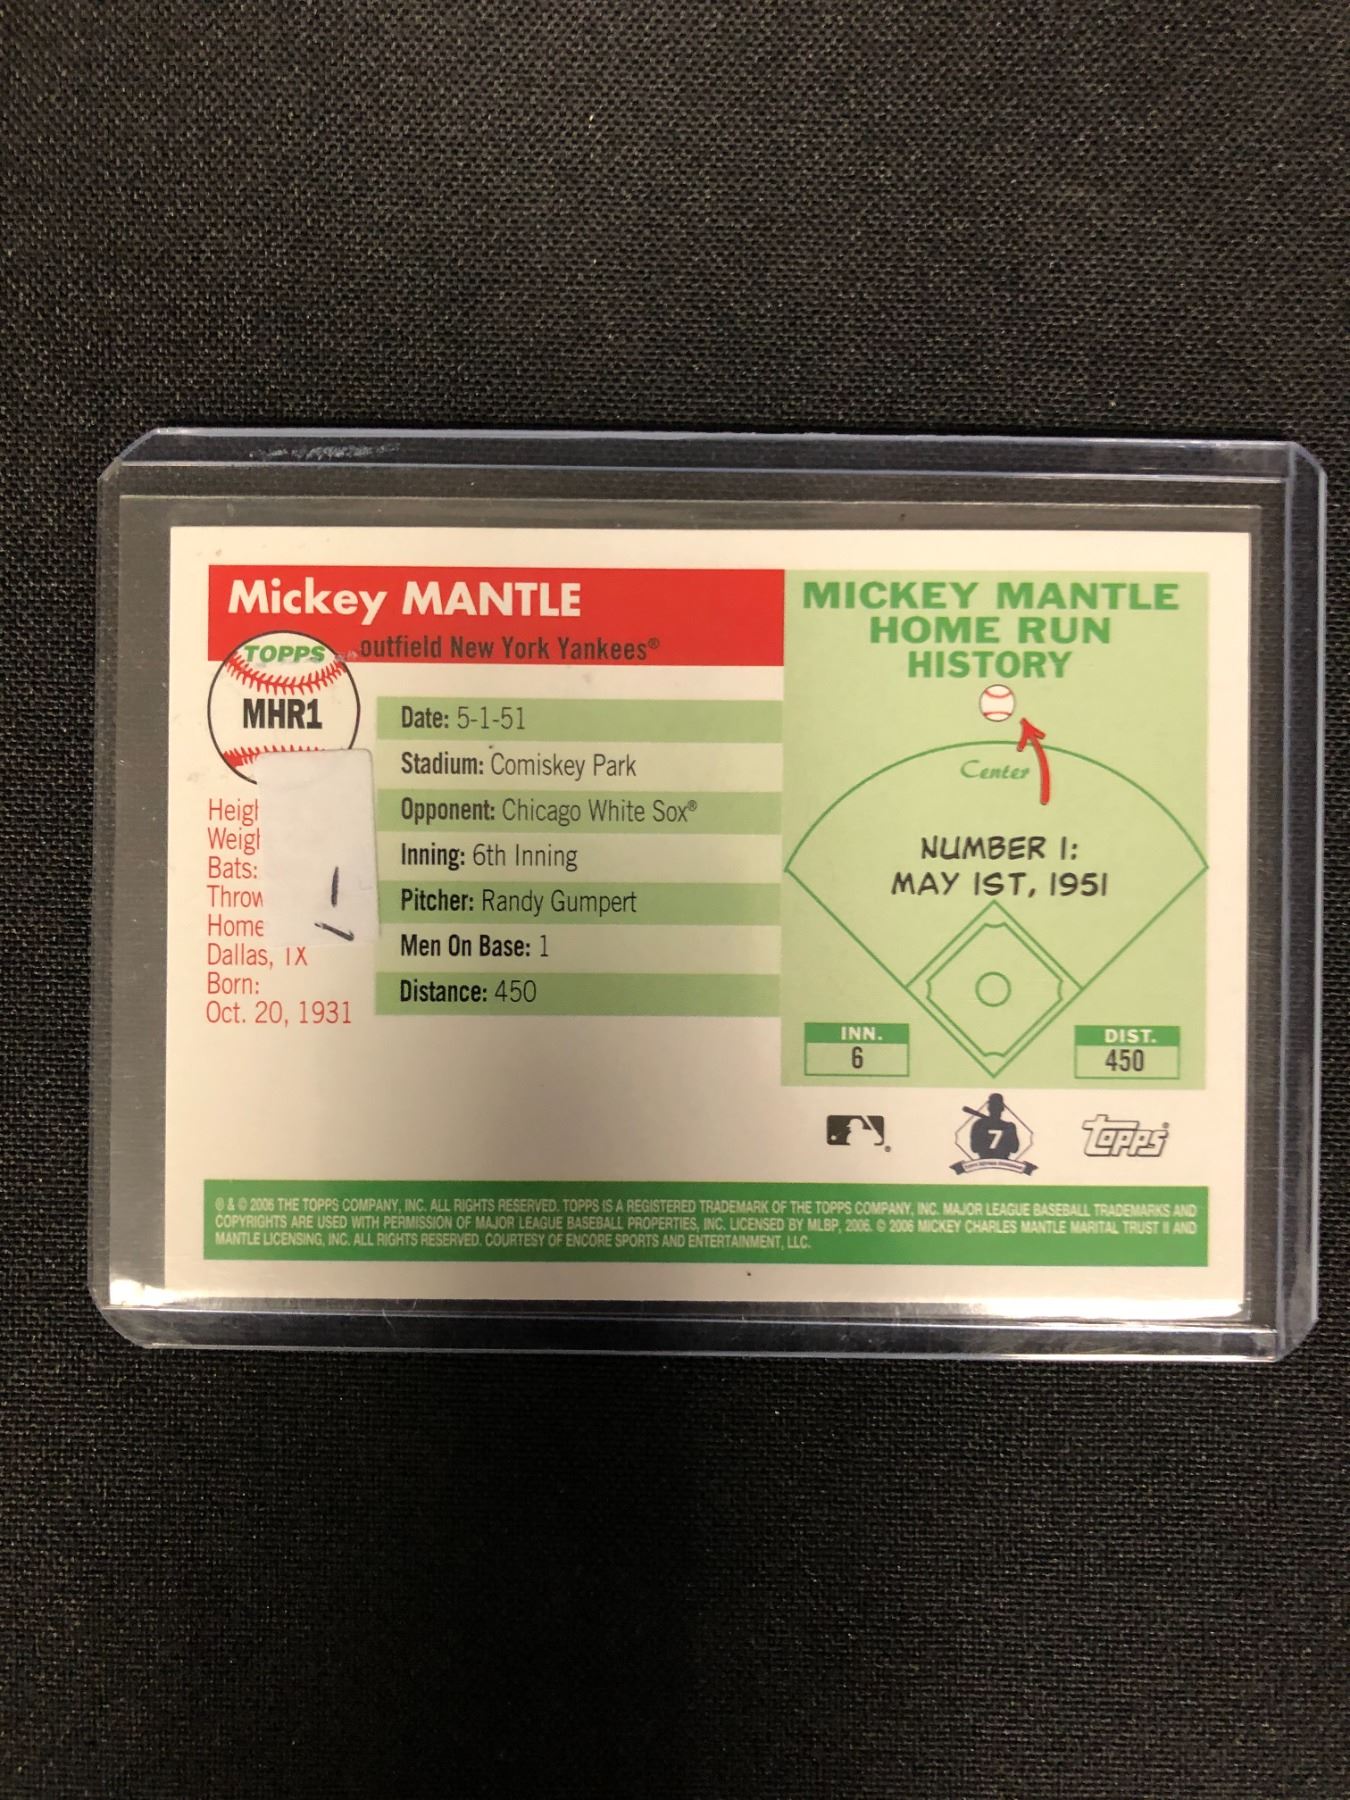 Mickey MANTLE
outfield New York Yankees®
TOPPS
MHR1
Heigh
Weigh
Bats:
Throw
Home
Dallas, TX
Born:
Oct. 20, 1931
Date: 5-1-51
Stadium: Comiskey Park
Opponent: Chicago White Sox®
Inning: 6th Inning
Pitcher: Randy Gumpert
Men On Base: 1
Distance: 450
MICKEY MANTLE
HOME RUN
HISTORY
Center
NUMBER 1:
MAY 1ST, 1951
INN.
6
DIST.
450
7
topps
® & © 2006 THE TOPPS COMPANY, INC. ALL RIGHTS RESERVED. TOPPS IS A REGISTERED TRADEMARK OF THE TOPPS COMPANY, INC. MAJOR LEAGUE BASEBALL TRADEMARKS AND
COPYRIGHTS ARE USED WITH PERMISSION OF MAJOR LEAGUE BASEBALL PROPERTIES, INC. LICENSED BY MLBP, 2006. © 2006 MICKEY CHARLES MANTLE MARITAL TRUST II AND
MANTLE LICENSING, INC. ALL RIGHTS RESERVED. COURTESY OF ENCORE SPORTS AND ENTERTAINMENT, LLC.